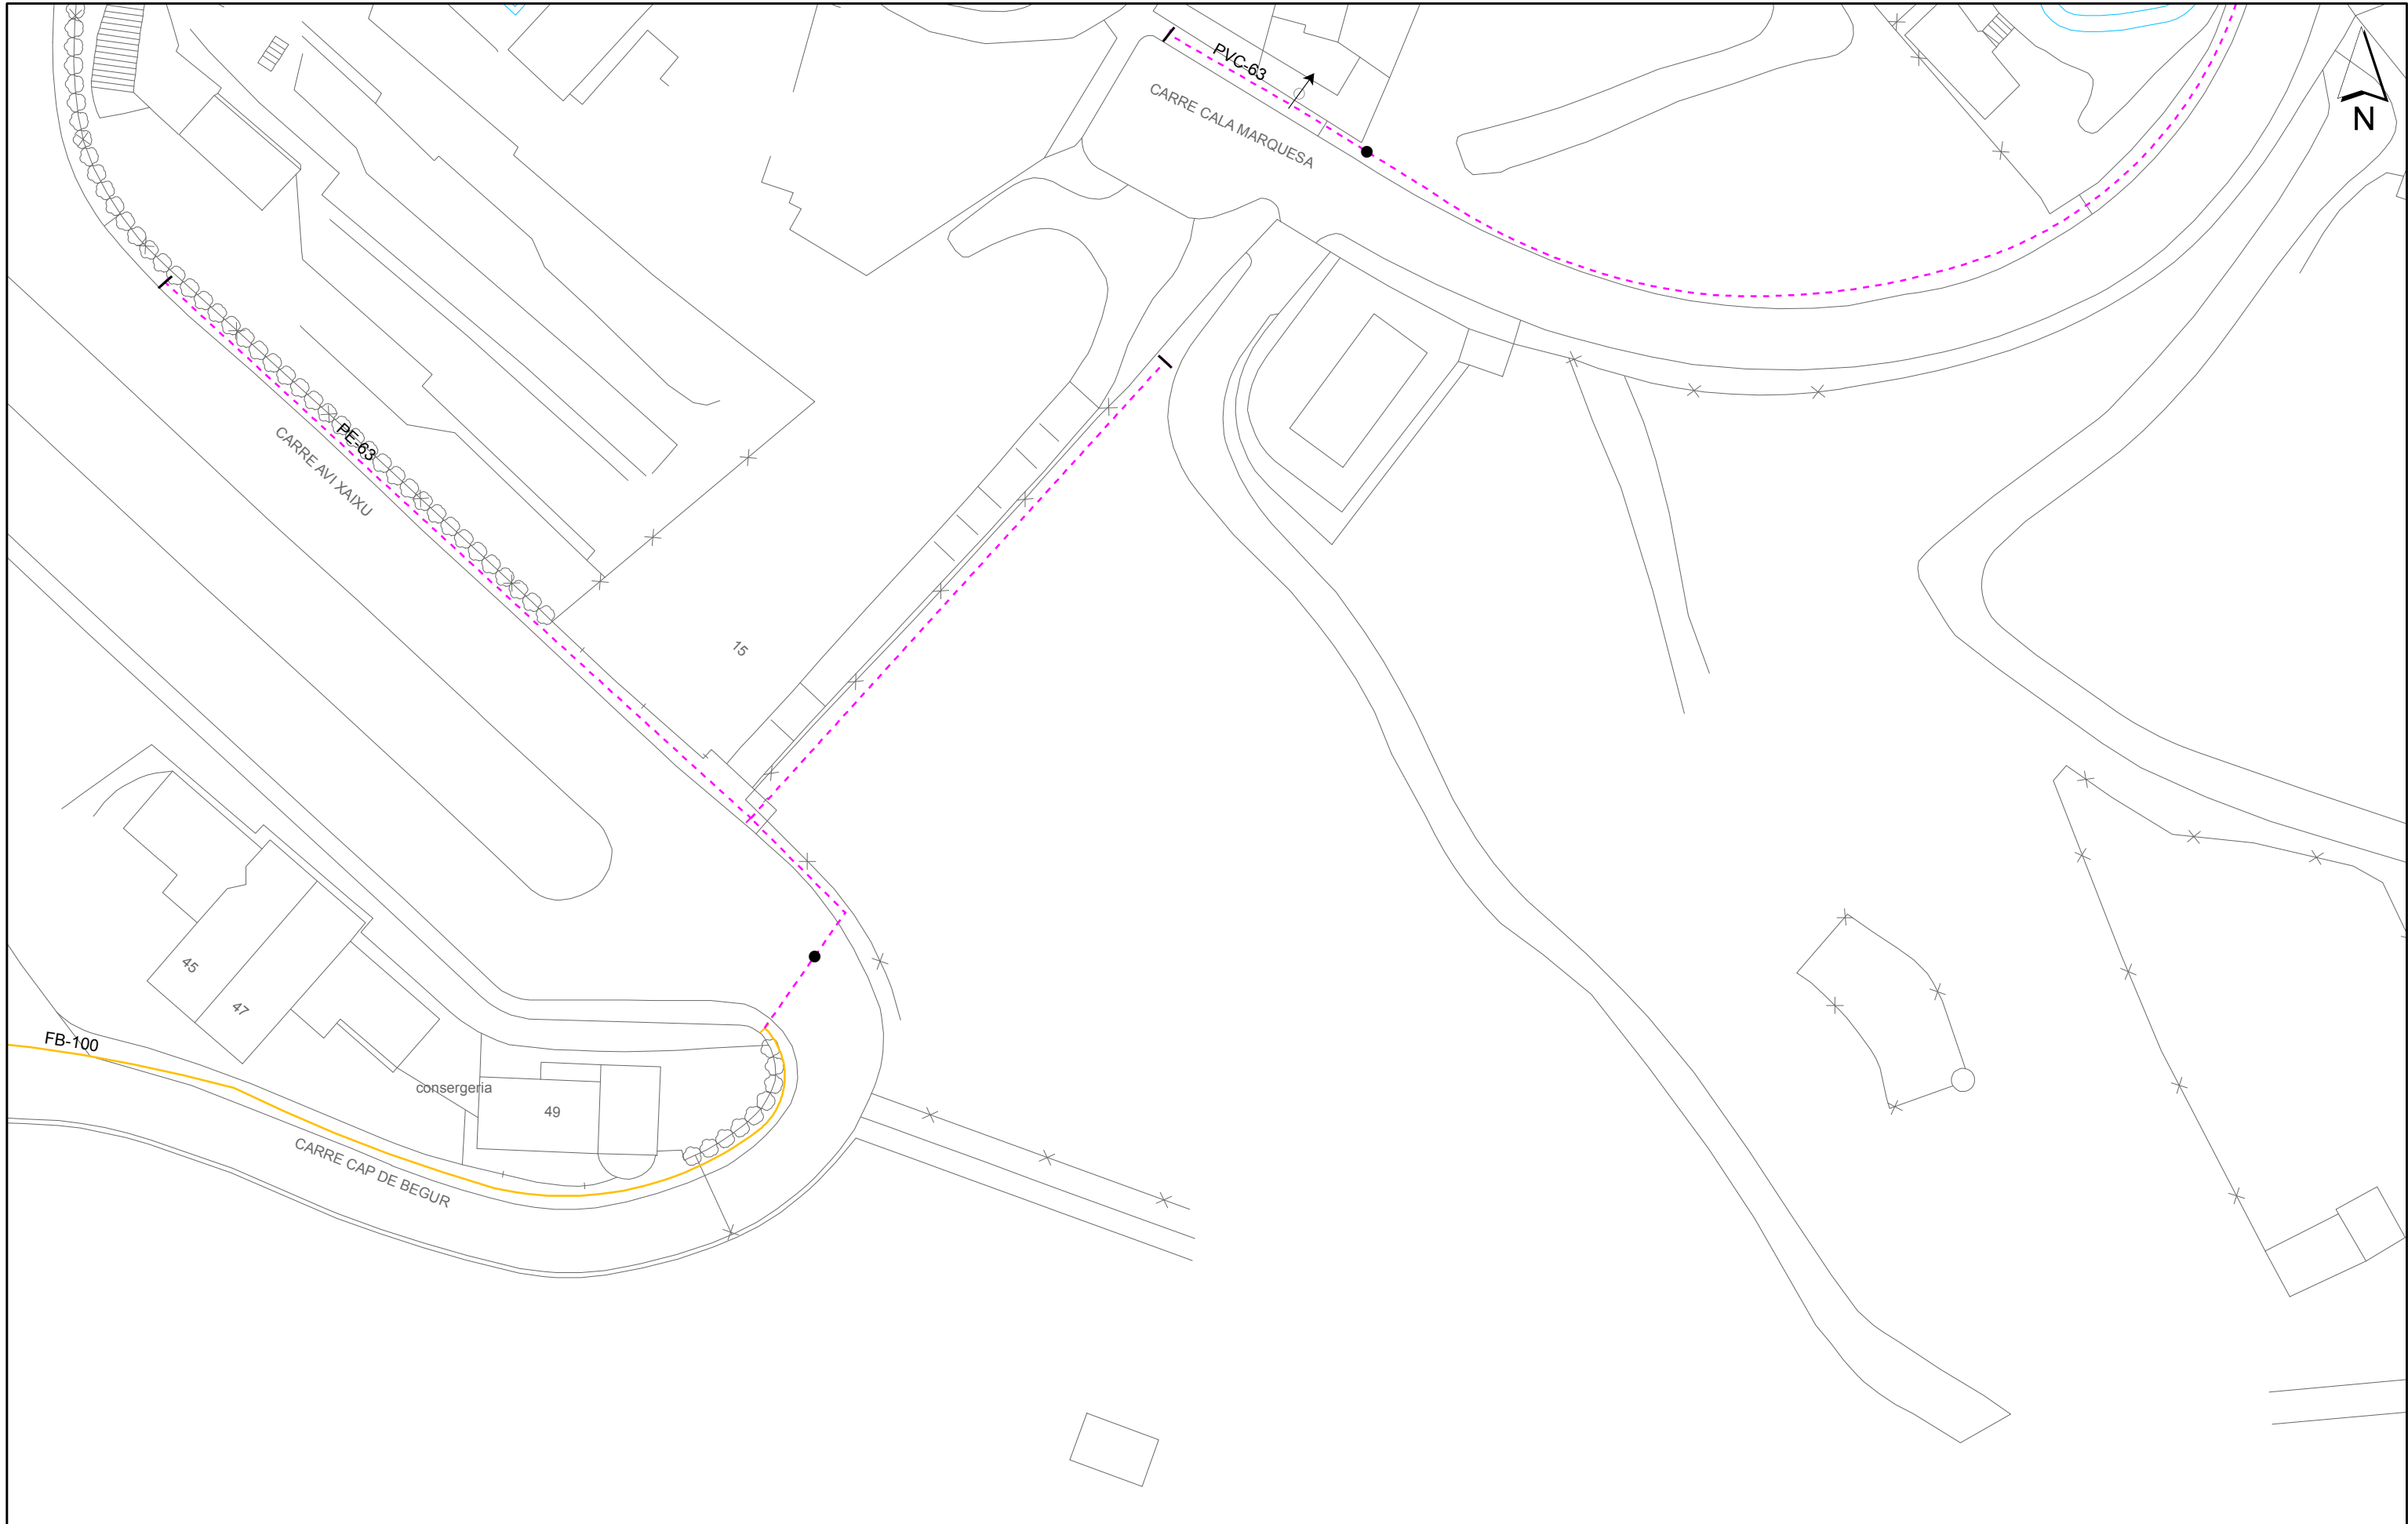 PVC-63
CARRE CALA MARQUESA
N
PE-63
CARRE AVI XAIXU
15
45
47
FB-100
consergeria
49
CARRE CAP DE BEGUR